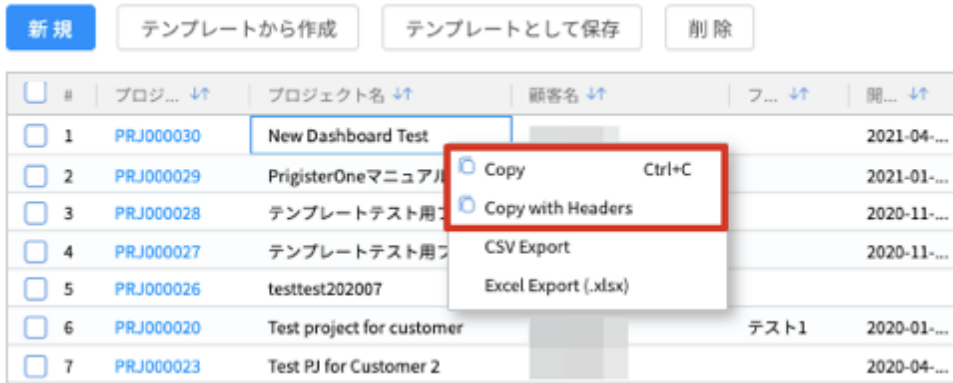 新規 テンプレートから作成 テンプレートとして保存 削除
# プロジ... プロジェクト名 顧客名 フ... 開...
1 PRJ000030 New Dashboard Test 2021-04-...
Copy Ctrl+C
2 PRJ000029 PrigisterOneマニュアル 2021-01-...
Copy with Headers
3 PRJ000028 テンプレートテスト用 2020-11-...
CSV Export
4 PRJ000027 テンプレートテスト用 2020-11-...
Excel Export (.xlsx)
5 PRJ000026 testtest202007
6 PRJ000020 Test project for customer テスト1 2020-01-...
7 PRJ000023 Test PJ for Customer 2 2020-04-...